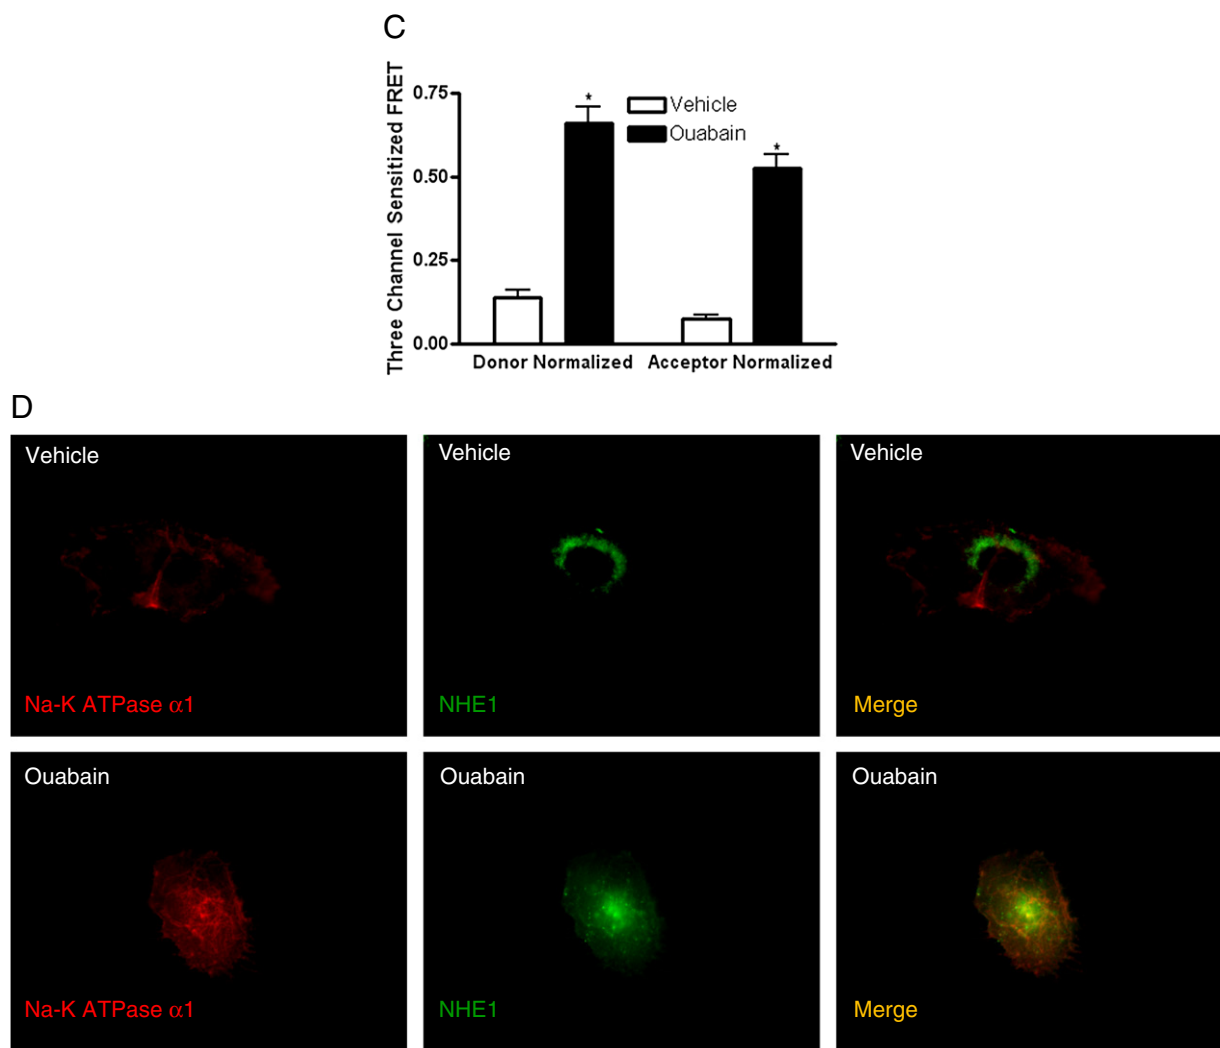 C
Three Channel Sensitized FRET
0.75
0.50
0.25
0.00
*
*
Vehicle
Ouabain
Donor Normalized
Acceptor Normalized
D
Vehicle
Na-K ATPase α1
Vehicle
NHE1
Vehicle
Merge
Ouabain
Na-K ATPase α1
Ouabain
NHE1
Ouabain
Merge